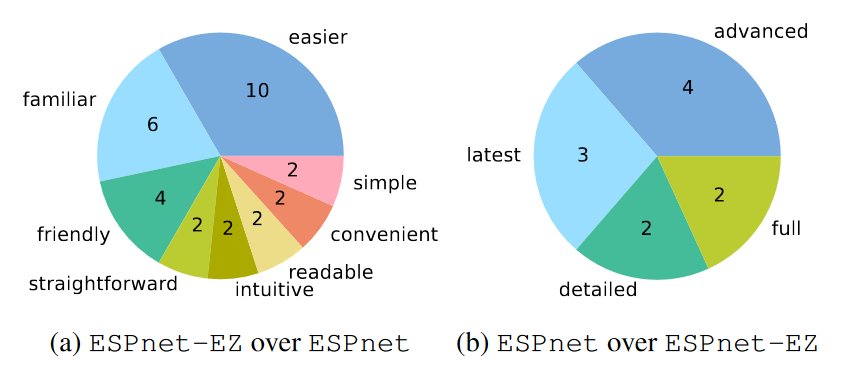 easier
10
familiar
6
friendly
4
straightforward
2
intuitive
2
readable
2
convenient
2
simple
2
(a) ESPnet-EZ over ESPnet
advanced
4
latest
3
detailed
2
full
2
(b) ESPnet over ESPnet-EZ